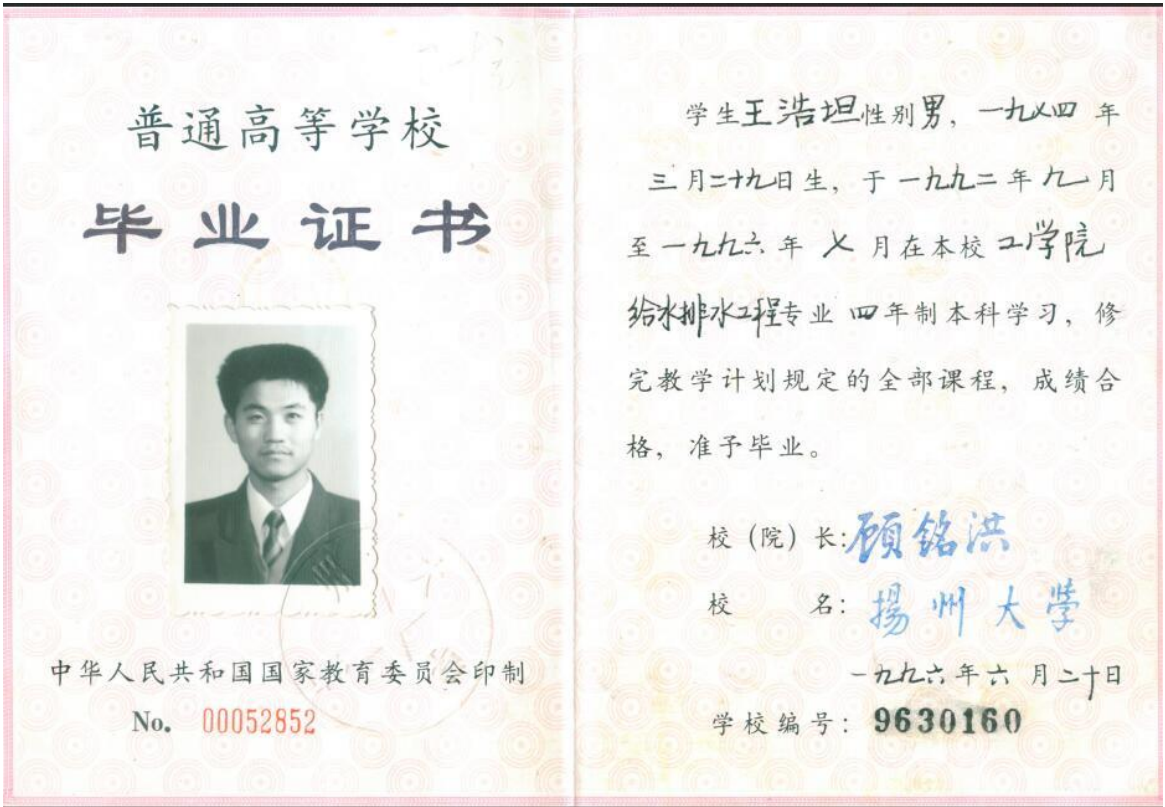 普通高等学校
毕业证书
中华人民共和国国家教育委员会印制
No. 00052852
学生王浩坦性别男，一九七四年
三月二十九日生，于一九九二年九月
至一九九六年七月在本校工学院
给水排水工程专业四年制本科学习，修
完教学计划规定的全部课程，成绩合
格，准予毕业。
校（院）长：顾铭洪
校名：揚州大學
一九九六年六月二十日
学校编号：9630160